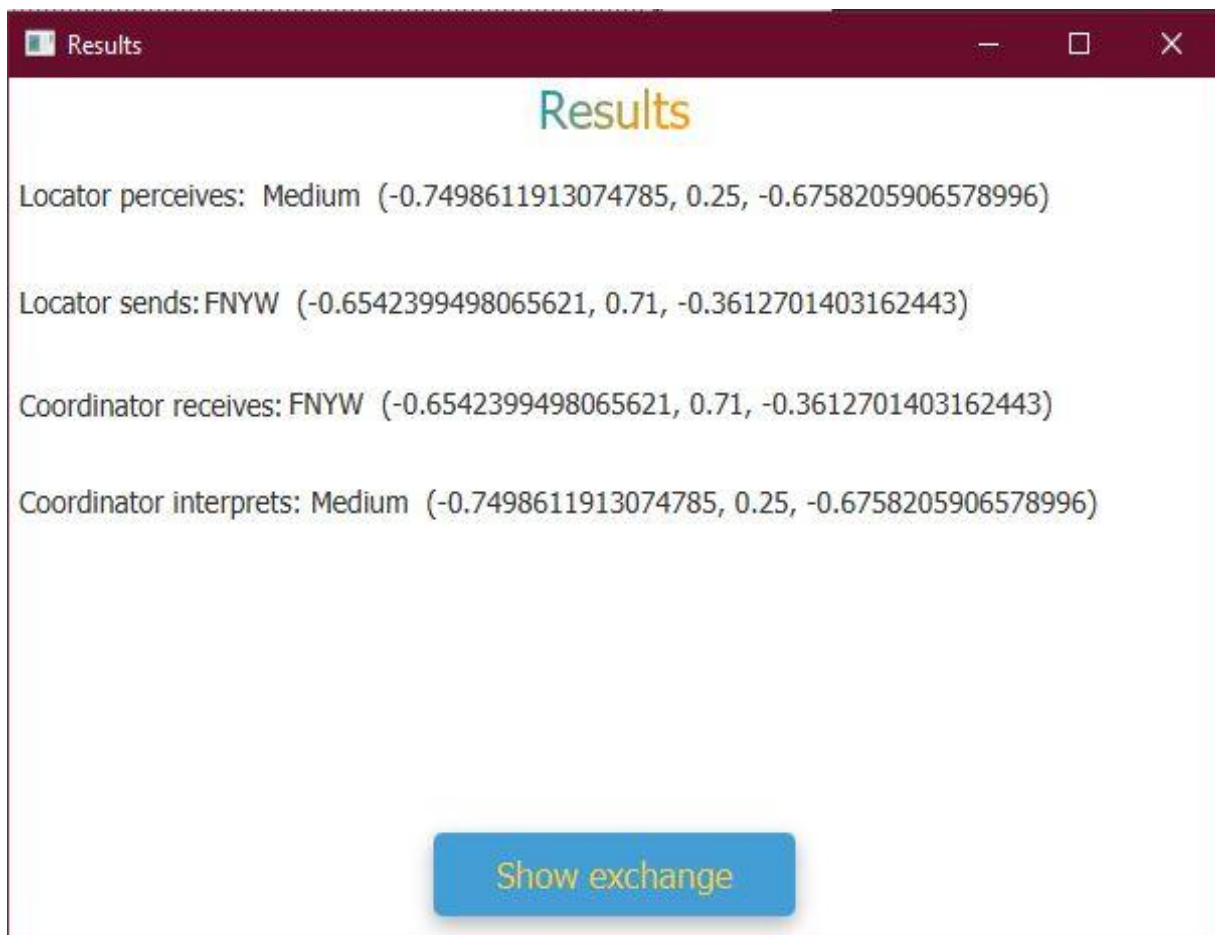 Results
Results
Locator perceives: Medium (-0.7498611913074785, 0.25, -0.6758205906578996)
Locator sends: FNYW (-0.6542399498065621, 0.71, -0.3612701403162443)
Coordinator receives: FNYW (-0.6542399498065621, 0.71, -0.3612701403162443)
Coordinator interprets: Medium (-0.7498611913074785, 0.25, -0.6758205906578996)
Show exchange